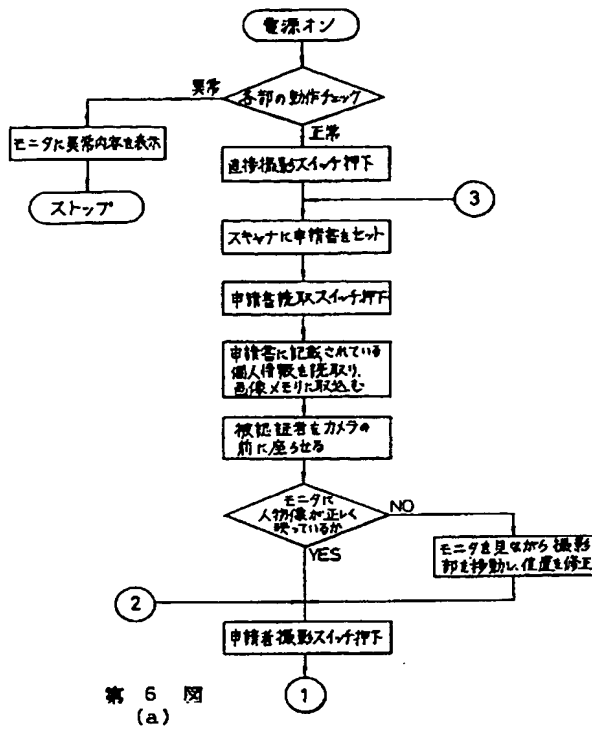 電源オン
異常
各部の動作チェック
正常
モニタに異常内容を表示
直接撮影スイッチ押下
ストップ
3
スキャナに申請書をセット
申請書読取スイッチ押下
申請書に記載されている
個人情報を読取り、
画像メモリに取込む
被認証者をカメラの
前に座らせる
モニタに
人物像が正しく
映っているか
NO
YES
モニタを見ながら撮影
部を移動し、位置を修正
2
申請者撮影スイッチ押下
1
第 6 図
(a)